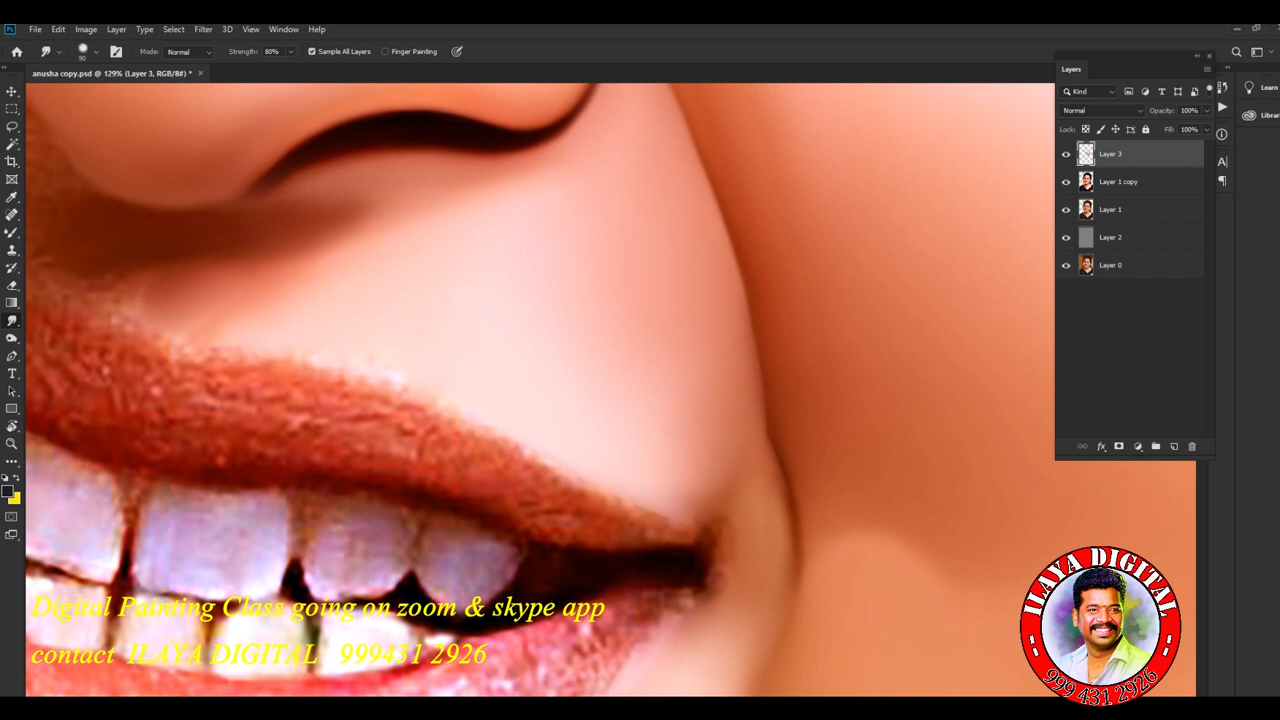 File Edit Image Layer Type Select Filter 3D View Window Help
90 Mode: Normal Strength: 80% Sample All Layers Finger Painting
anusha copy.psd @ 129% (Layer 3, RGB/8#) *
Layers
Kind
Normal Opacity: 100%
Lock: Fill: 100%
Layer 3
Layer 1 copy
Layer 1
Layer 2
Layer 0
Learn
Librar
Digital Painting Class going on zoom & skype app
contact ILAYA DIGITAL 999431 2926
ILAYA DIGITAL
999 431 2926